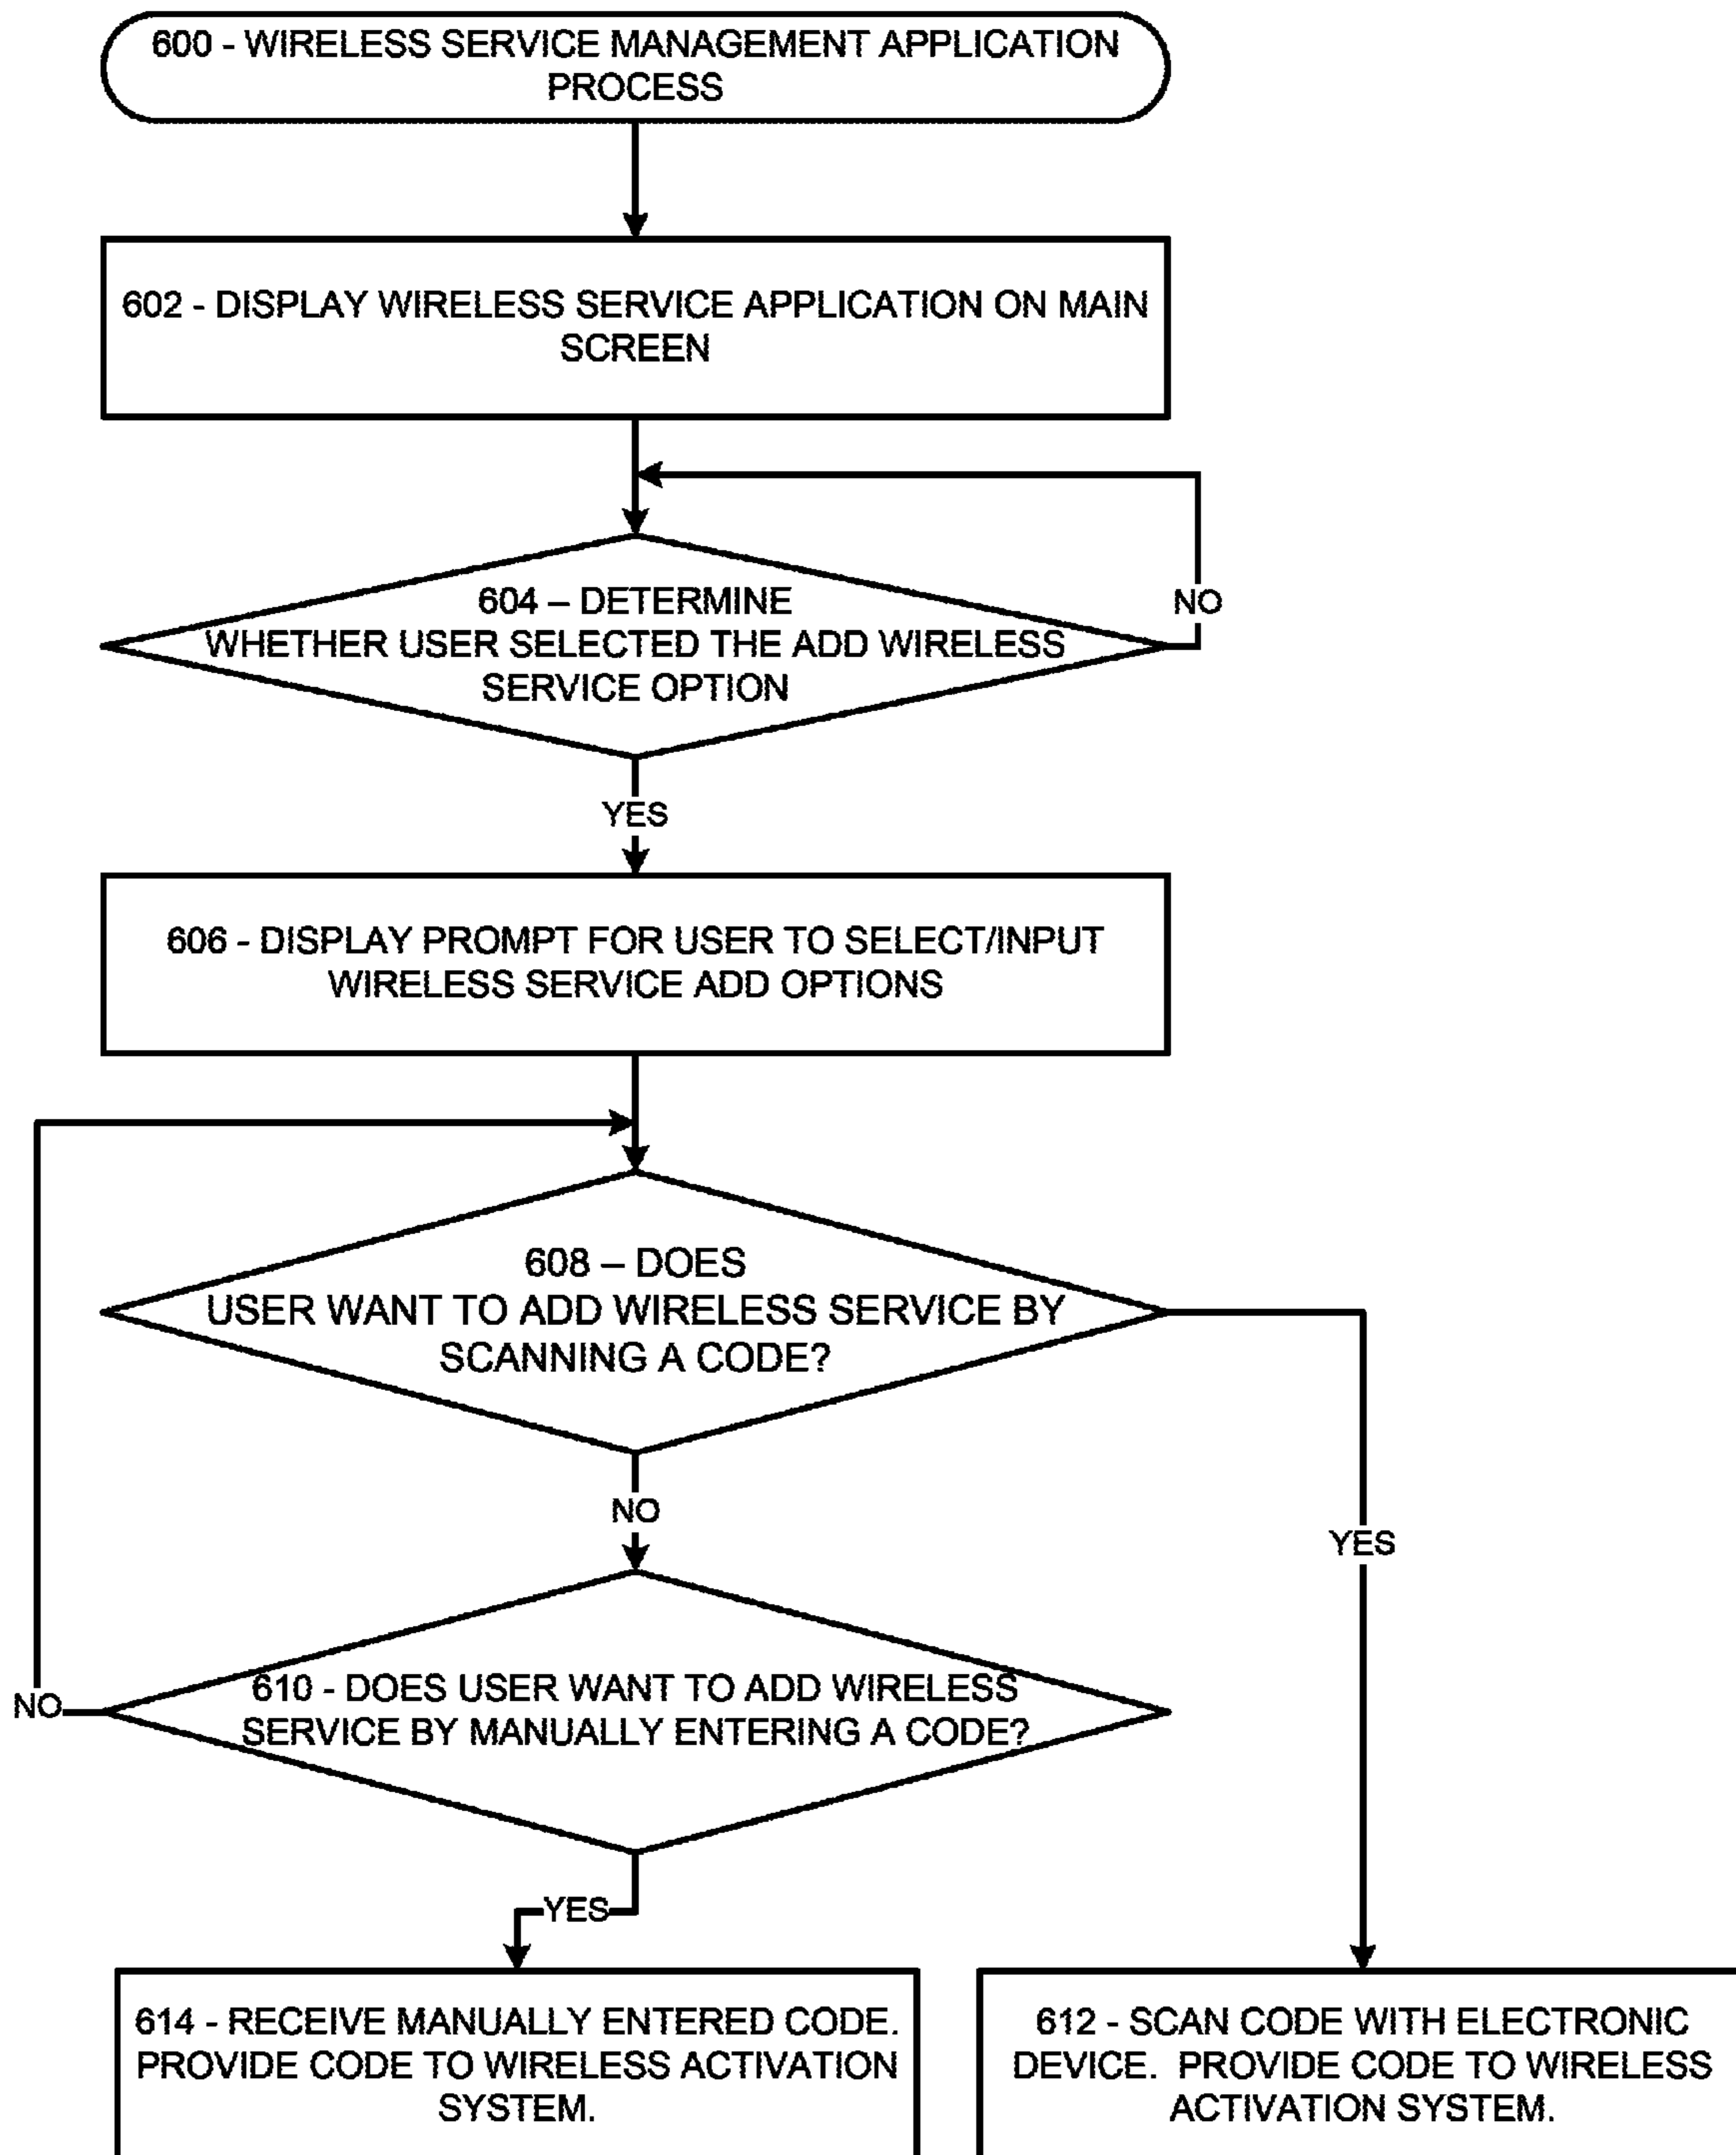 600 - WIRELESS SERVICE MANAGEMENT APPLICATION
PROCESS
602 - DISPLAY WIRELESS SERVICE APPLICATION ON MAIN
SCREEN
604 – DETERMINE
WHETHER USER SELECTED THE ADD WIRELESS
SERVICE OPTION
NO
YES
606 - DISPLAY PROMPT FOR USER TO SELECT/INPUT
WIRELESS SERVICE ADD OPTIONS
608 – DOES
USER WANT TO ADD WIRELESS SERVICE BY
SCANNING A CODE?
NO
YES
610 - DOES USER WANT TO ADD WIRELESS
SERVICE BY MANUALLY ENTERING A CODE?
NO
YES
614 - RECEIVE MANUALLY ENTERED CODE.
PROVIDE CODE TO WIRELESS ACTIVATION
SYSTEM.
612 - SCAN CODE WITH ELECTRONIC
DEVICE.  PROVIDE CODE TO WIRELESS
ACTIVATION SYSTEM.